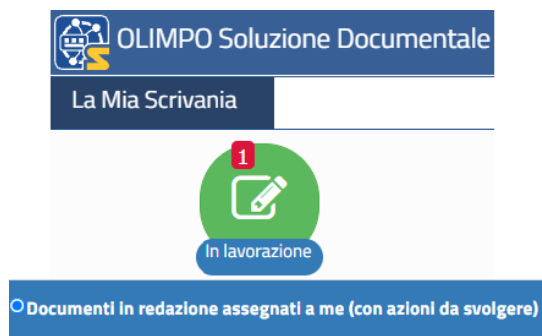 OLIMPO Soluzione Documentale
La Mia Scrivania
1
In lavorazione
Documenti in redazione assegnati a me (con azioni da svolgere)